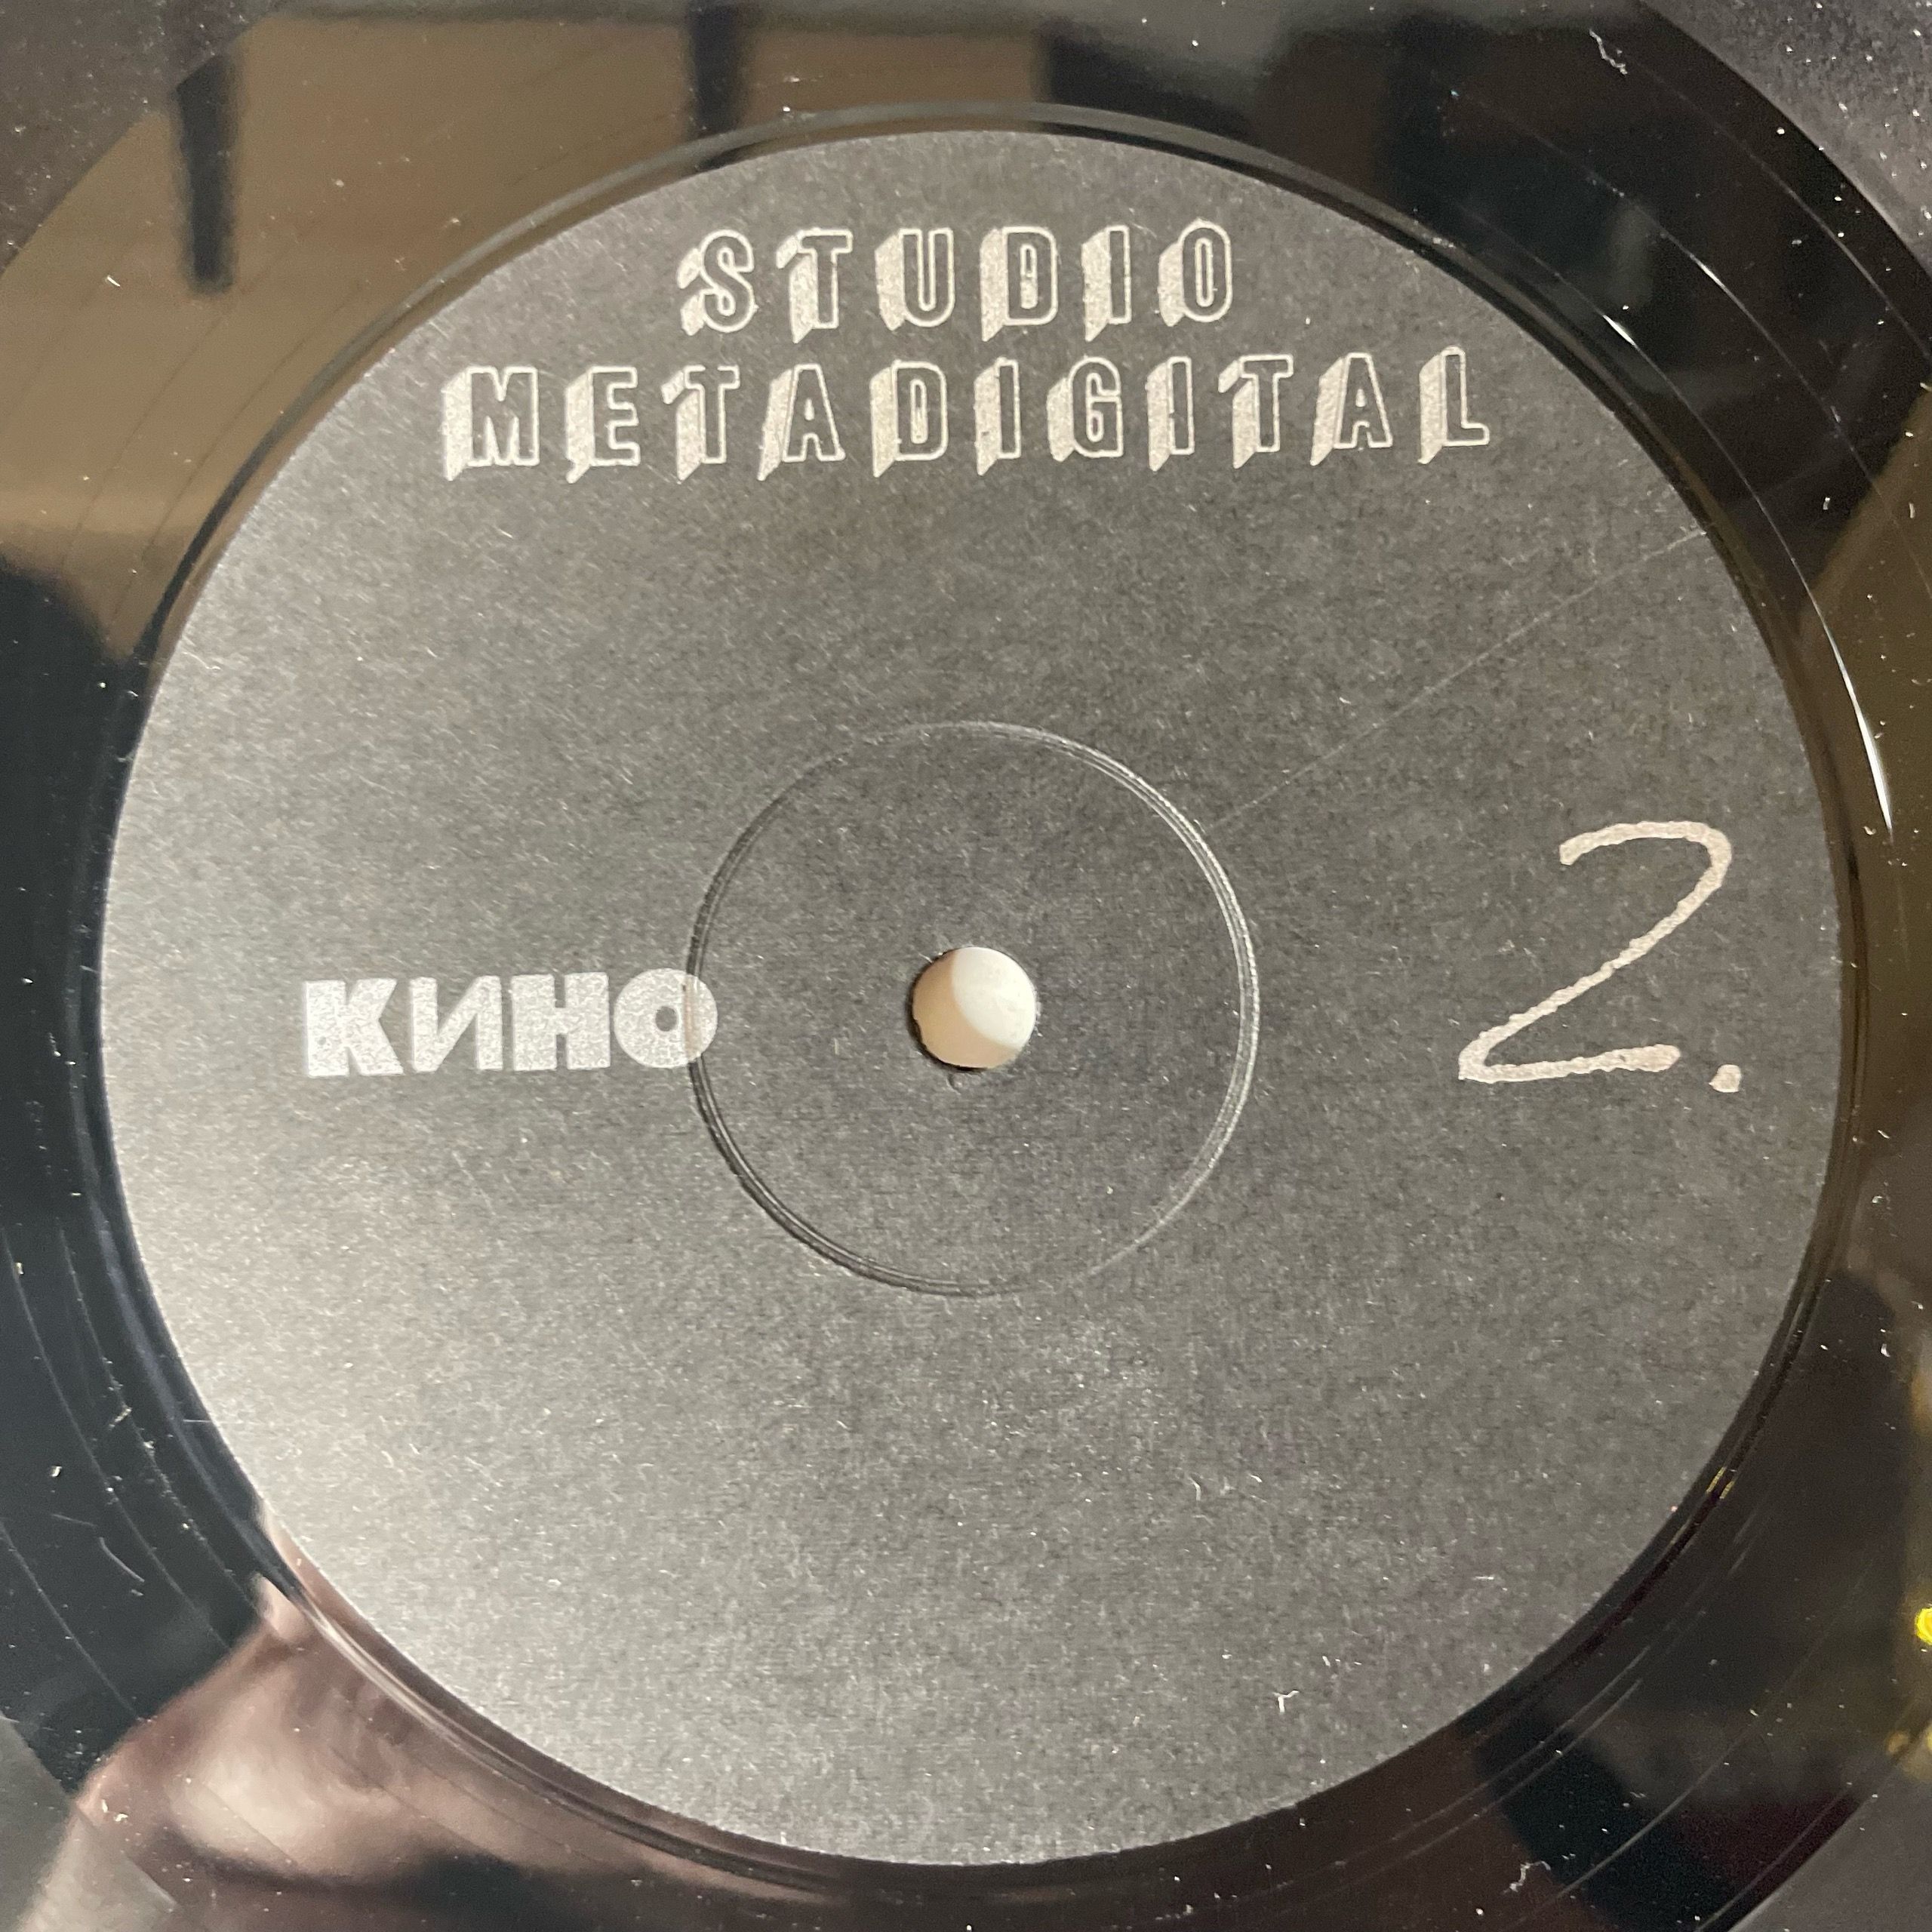 STUDIO
METADIGITAL
КИНО
2.